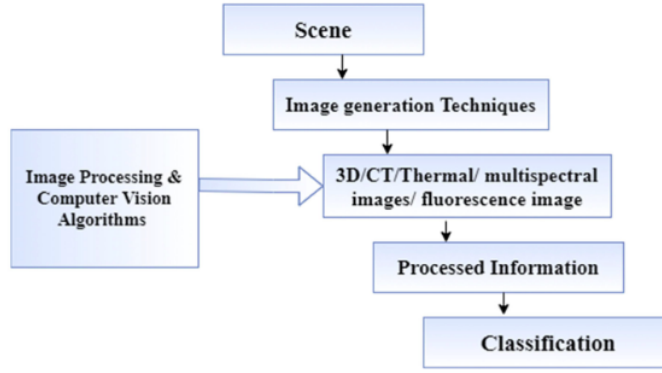 Scene
Image generation Techniques
Image Processing &
Computer Vision
Algorithms
3D/CT/Thermal/ multispectral
images/ fluorescence image
Processed Information
Classification